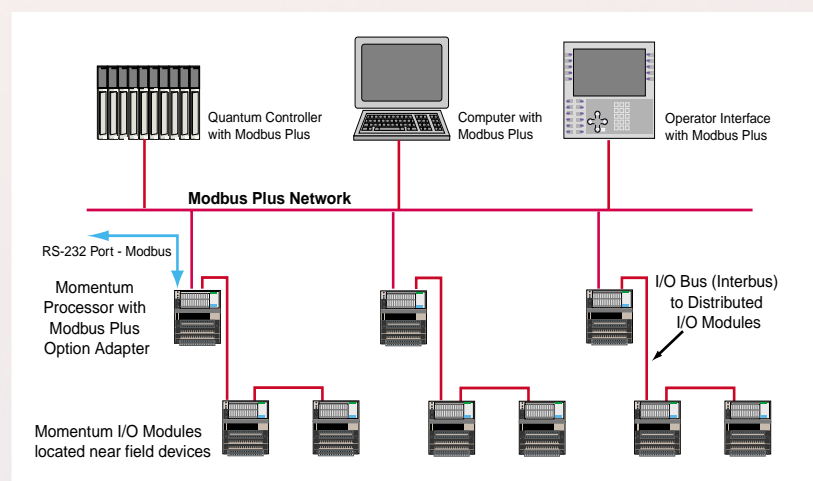 Quantum Controller
with Modbus Plus
Computer with
Modbus Plus
Operator Interface
with Modbus Plus
Modbus Plus Network
RS-232 Port - Modbus
Momentum
Processor with
Modbus Plus
Option Adapter
I/O Bus (Interbus)
to Distributed
I/O Modules
Momentum I/O Modules
located near field devices